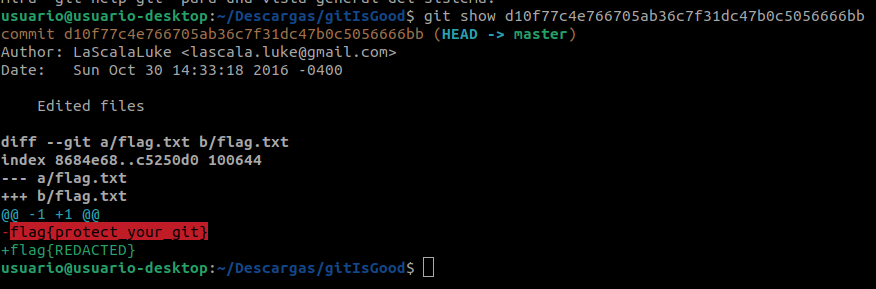 usuario@usuario-desktop:~/Descargas/gitIsGood$ git show d10f77c4e766705ab36c7f31dc47b0c5056666bb
commit d10f77c4e766705ab36c7f31dc47b0c5056666bb (HEAD -> master)
Author: LaScalaLuke <lascala.luke@gmail.com>
Date:   Sun Oct 30 14:33:18 2016 -0400
    Edited files
diff --git a/flag.txt b/flag.txt
index 8684e68..c5250d0 100644
--- a/flag.txt
+++ b/flag.txt
@@ -1 +1 @@
-flag{protect_your_git}
+flag{REDACTED}
usuario@usuario-desktop:~/Descargas/gitIsGood$